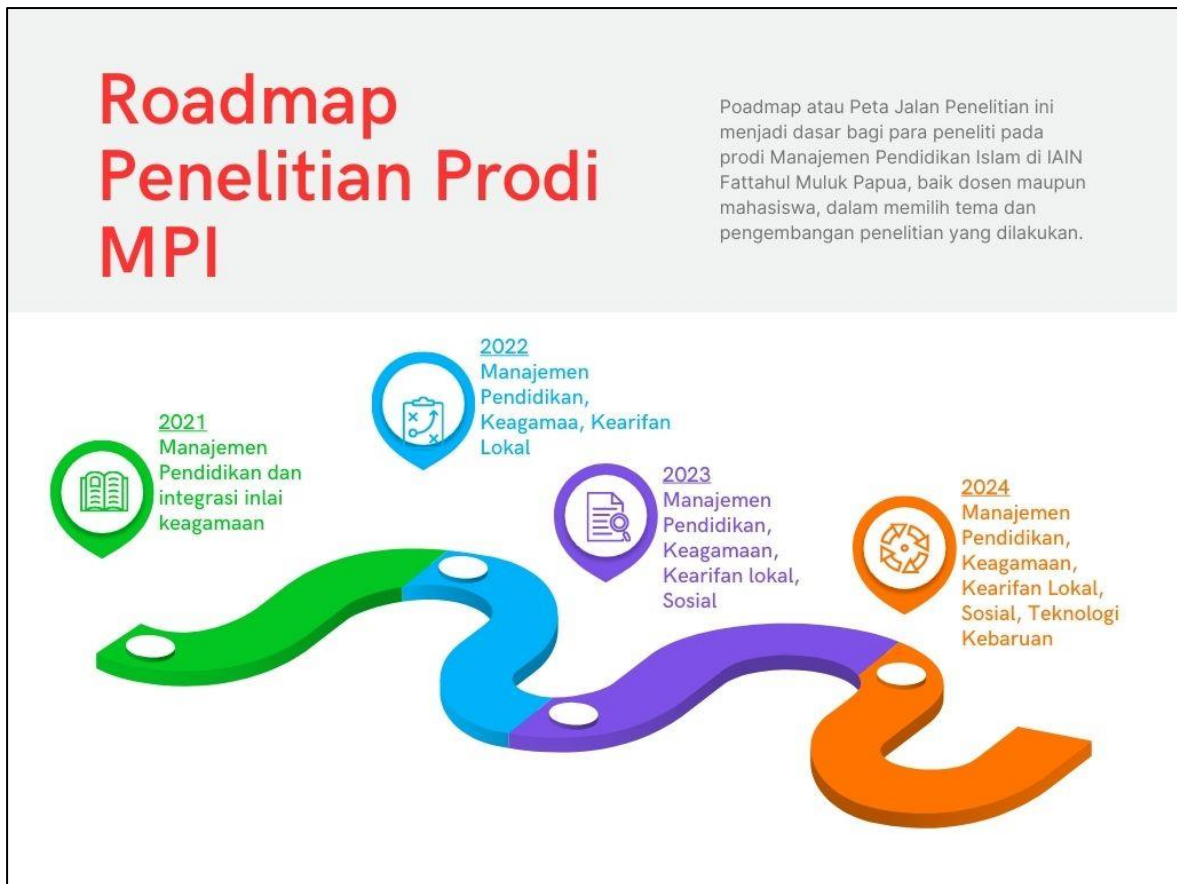 Roadmap
Penelitian Prodi
MPI
Poadmap atau Peta Jalan Penelitian ini
menjadi dasar bagi para peneliti pada
prodi Manajemen Pendidikan Islam di IAIN
Fattahul Muluk Papua, baik dosen maupun
mahasiswa, dalam memilih tema dan
pengembangan penelitian yang dilakukan.
2021
Manajemen
Pendidikan dan
integrasi inlai
keagamaan
2022
Manajemen
Pendidikan,
Keagamaa, Kearifan
Lokal
2023
Manajemen
Pendidikan,
Keagamaan,
Kearifan lokal,
Sosial
2024
Manajemen
Pendidikan,
Keagamaan,
Kearifan Lokal,
Sosial, Teknologi
Kebaruan